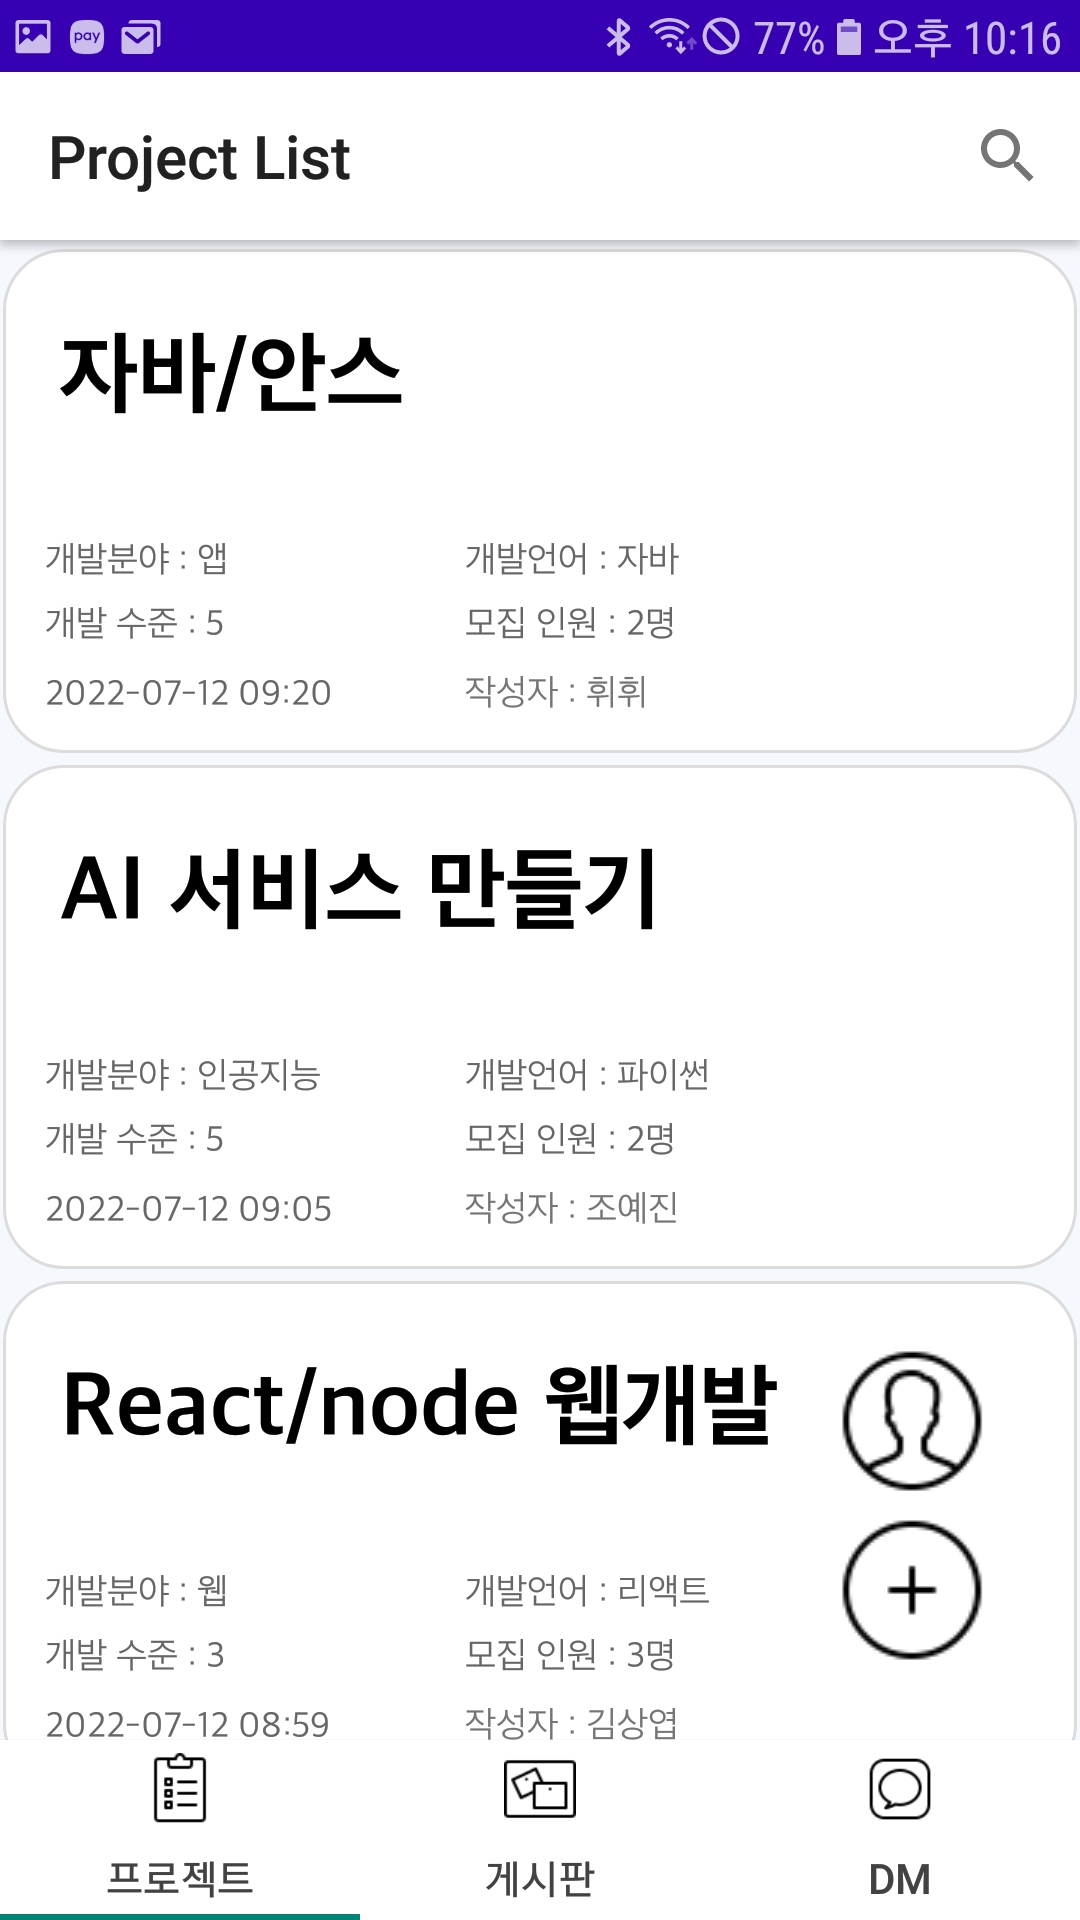 pay 77% 오후 10:16
Project List
자바/안스
개발분야 : 앱 개발언어 : 자바
개발 수준 : 5 모집 인원 : 2명
2022-07-12 09:20 작성자 : 휘휘
AI 서비스 만들기
개발분야 : 인공지능 개발언어 : 파이썬
개발 수준 : 5 모집 인원 : 2명
2022-07-12 09:05 작성자 : 조예진
React/node 웹개발
개발분야 : 웹 개발언어 : 리액트
개발 수준 : 3 모집 인원 : 3명
2022-07-12 08:59 작성자 : 김상엽
프로젝트 게시판 DM